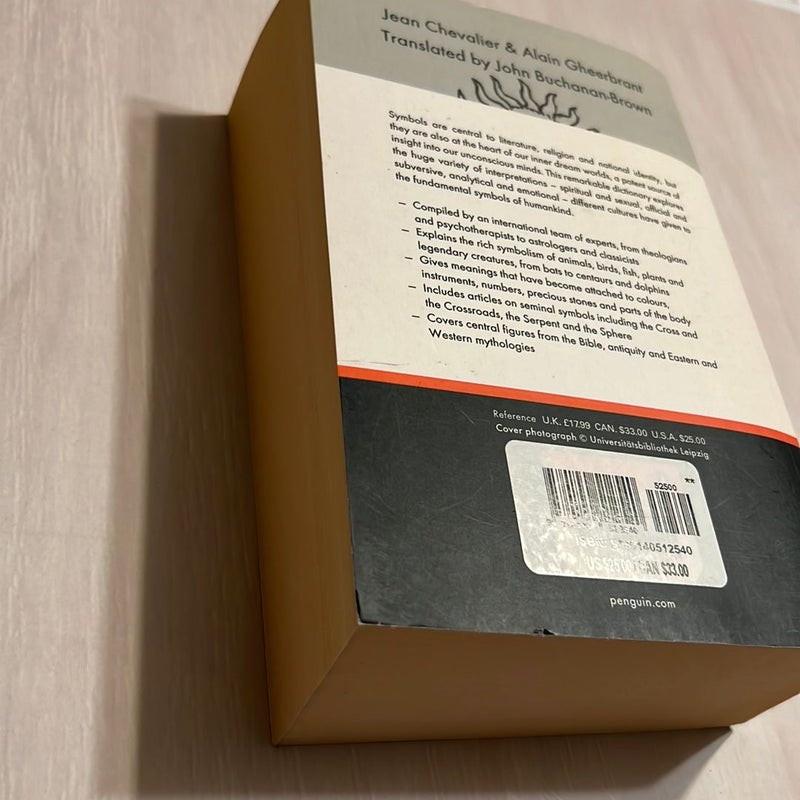 Jean Chevalier & Alain Gheerbrant
Translated by John Buchanan-Brown
Symbols are central to literature, religion and national identity, but
they are also at the heart of our inner dream worlds, a potent source of
insight into our unconscious minds. This remarkable dictionary explores
the huge variety of interpretations – spiritual and sexual, official and
subversive, analytical and emotional – different cultures have given to
the fundamental symbols of humankind.
– Compiled by an international team of experts, from theologians
and psychotherapists to astrologers and classicists
– Explains the rich symbolism of animals, birds, fish, plants and
legendary creatures, from bats to centaurs and dolphins
– Gives meanings that have become attached to colours,
instruments, numbers, precious stones and parts of the body
– Includes articles on seminal symbols including the Cross and
the Crossroads, the Serpent and the Sphere
– Covers central figures from the Bible, antiquity and Eastern and
Western mythologies
Reference U.K. £17.99 CAN. $33.00 U.S.A. $25.00
Cover photograph © Universitätsbibliothek Leipzig
52500 **
140512540
US $25.00 CAN $33.00
penguin.com